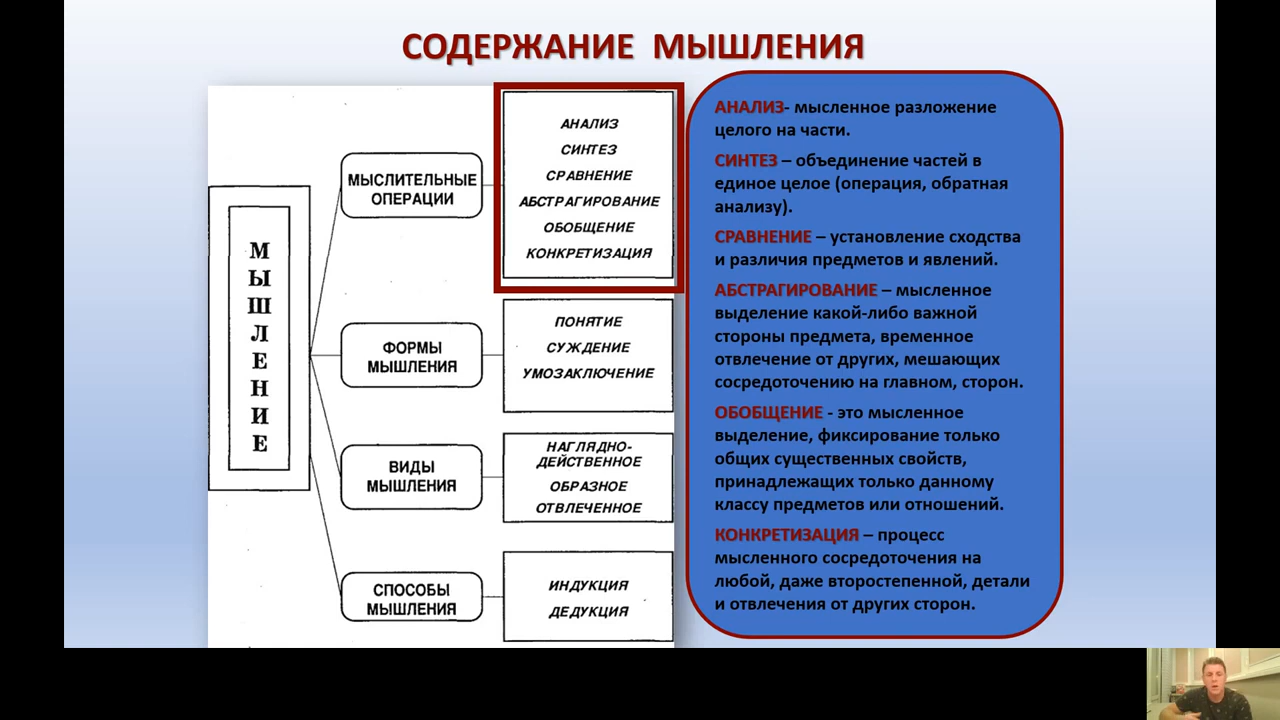 СОДЕРЖАНИЕ МЫШЛЕНИЯ
МЫШЛЕНИЕ
МЫСЛИТЕЛЬНЫЕ
ОПЕРАЦИИ
АНАЛИЗ
СИНТЕЗ
СРАВНЕНИЕ
АБСТРАГИРОВАНИЕ
ОБОБЩЕНИЕ
КОНКРЕТИЗАЦИЯ
ФОРМЫ
МЫШЛЕНИЯ
ПОНЯТИЕ
СУЖДЕНИЕ
УМОЗАКЛЮЧЕНИЕ
ВИДЫ
МЫШЛЕНИЯ
НАГЛЯДНО-
ДЕЙСТВЕННОЕ
ОБРАЗНОЕ
ОТВЛЕЧЕННОЕ
СПОСОБЫ
МЫШЛЕНИЯ
ИНДУКЦИЯ
ДЕДУКЦИЯ
АНАЛИЗ- мысленное разложение
целого на части.
СИНТЕЗ – объединение частей в
единое целое (операция, обратная
анализу).
СРАВНЕНИЕ – установление сходства
и различия предметов и явлений.
АБСТРАГИРОВАНИЕ – мысленное
выделение какой-либо важной
стороны предмета, временное
отвлечение от других, мешающих
сосредоточению на главном, сторон.
ОБОБЩЕНИЕ - это мысленное
выделение, фиксирование только
общих существенных свойств,
принадлежащих только данному
классу предметов или отношений.
КОНКРЕТИЗАЦИЯ – процесс
мысленного сосредоточения на
любой, даже второстепенной, детали
и отвлечения от других сторон.